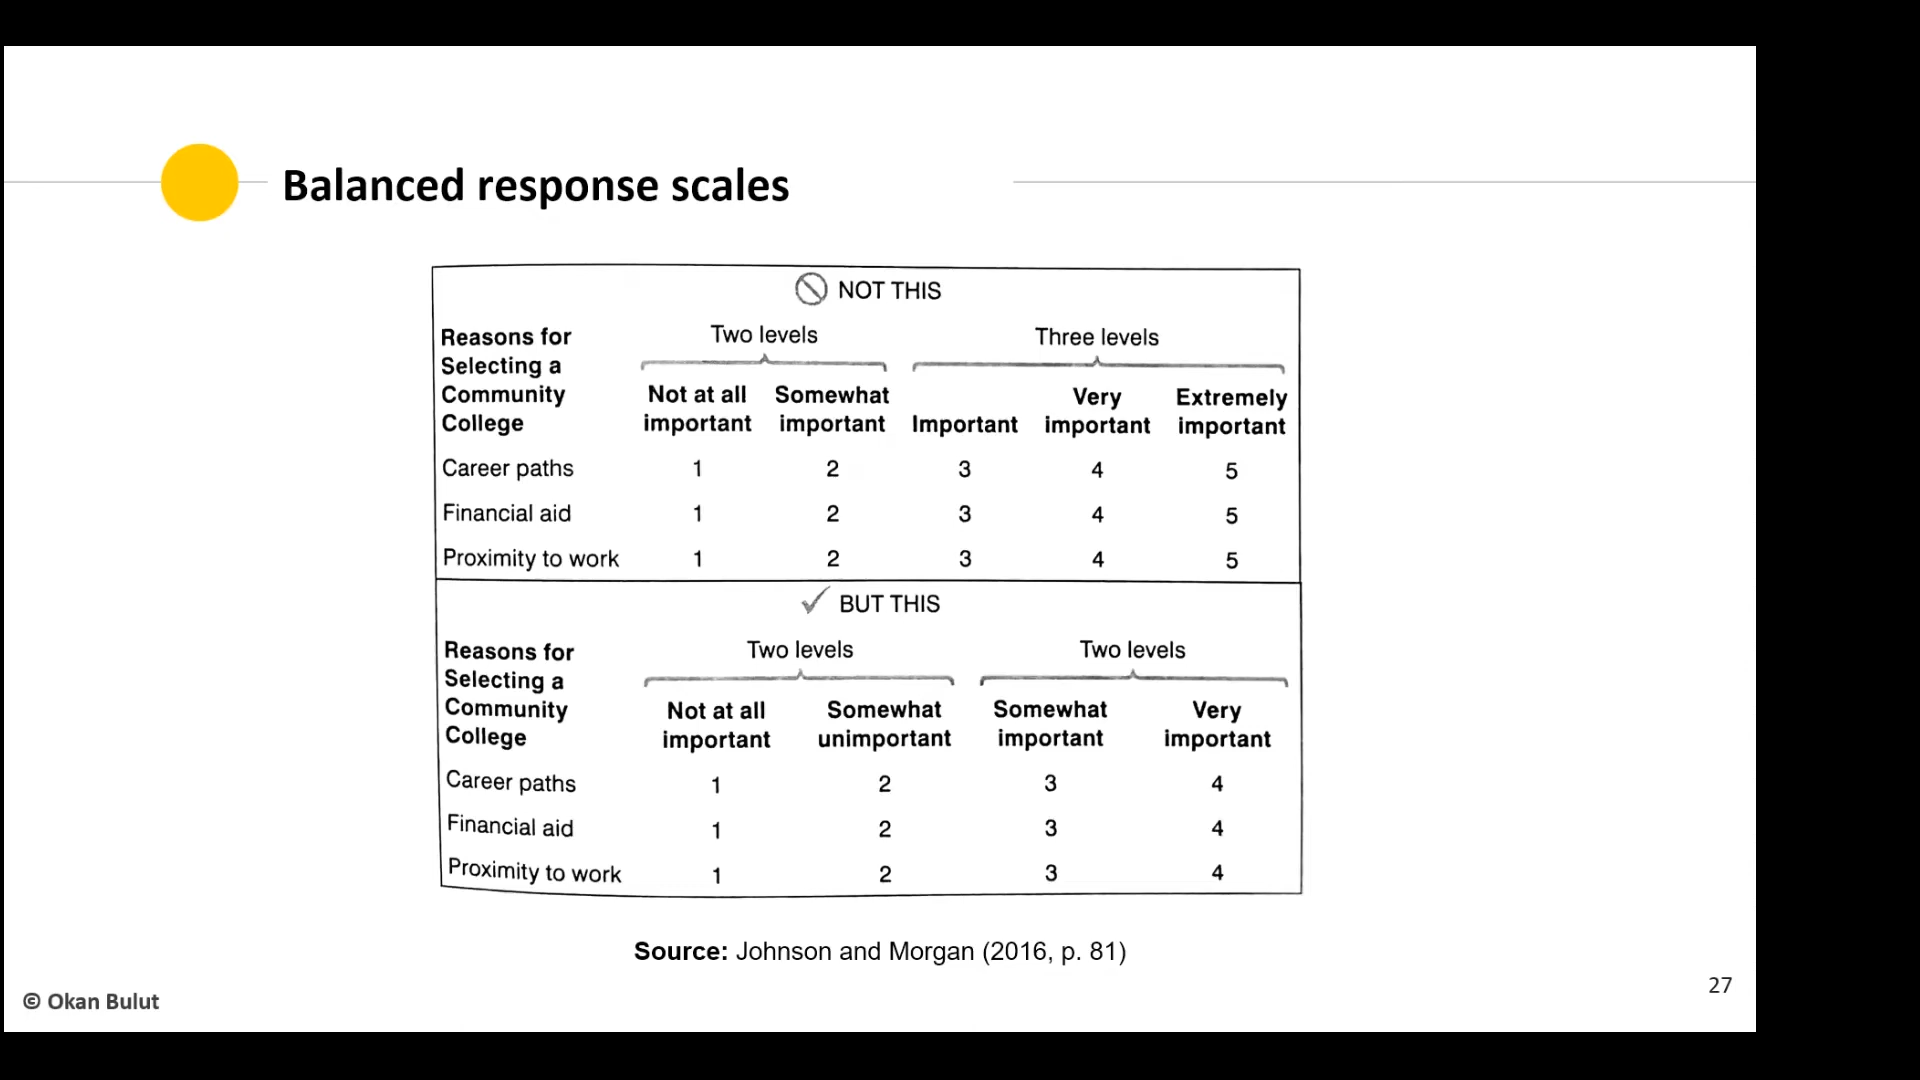 Balanced response scales
NOT THIS
Two levels Three levels
Reasons for
Selecting a
Community
College
Not at all important Somewhat important Important Very important Extremely important
Career paths 1 2 3 4 5
Financial aid 1 2 3 4 5
Proximity to work 1 2 3 4 5
BUT THIS
Two levels Two levels
Reasons for
Selecting a
Community
College
Not at all important Somewhat unimportant Somewhat important Very important
Career paths 1 2 3 4
Financial aid 1 2 3 4
Proximity to work 1 2 3 4
Source: Johnson and Morgan (2016, p. 81)
© Okan Bulut
27